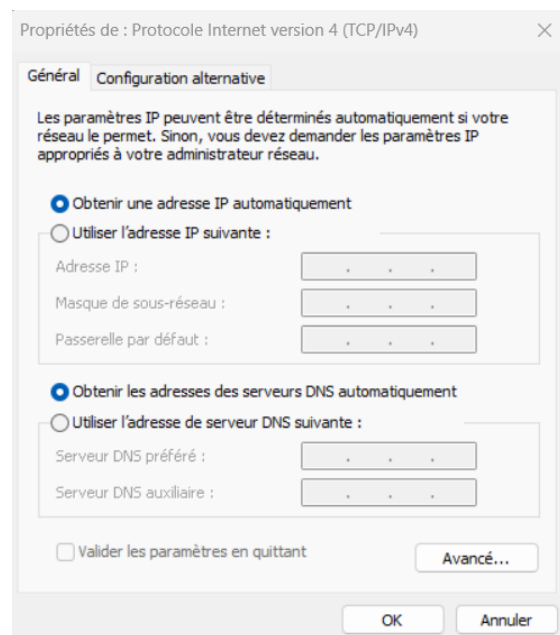 Propriétés de : Protocole Internet version 4 (TCP/IPv4)
Général
Configuration alternative
Les paramètres IP peuvent être déterminés automatiquement si votre
réseau le permet. Sinon, vous devez demander les paramètres IP
appropriés à votre administrateur réseau.
Obtenir une adresse IP automatiquement
Utiliser l'adresse IP suivante :
Adresse IP :
Masque de sous-réseau :
Passerelle par défaut :
Obtenir les adresses des serveurs DNS automatiquement
Utiliser l'adresse de serveur DNS suivante :
Serveur DNS préféré :
Serveur DNS auxiliaire :
Valider les paramètres en quittant
Avancé...
OK
Annuler